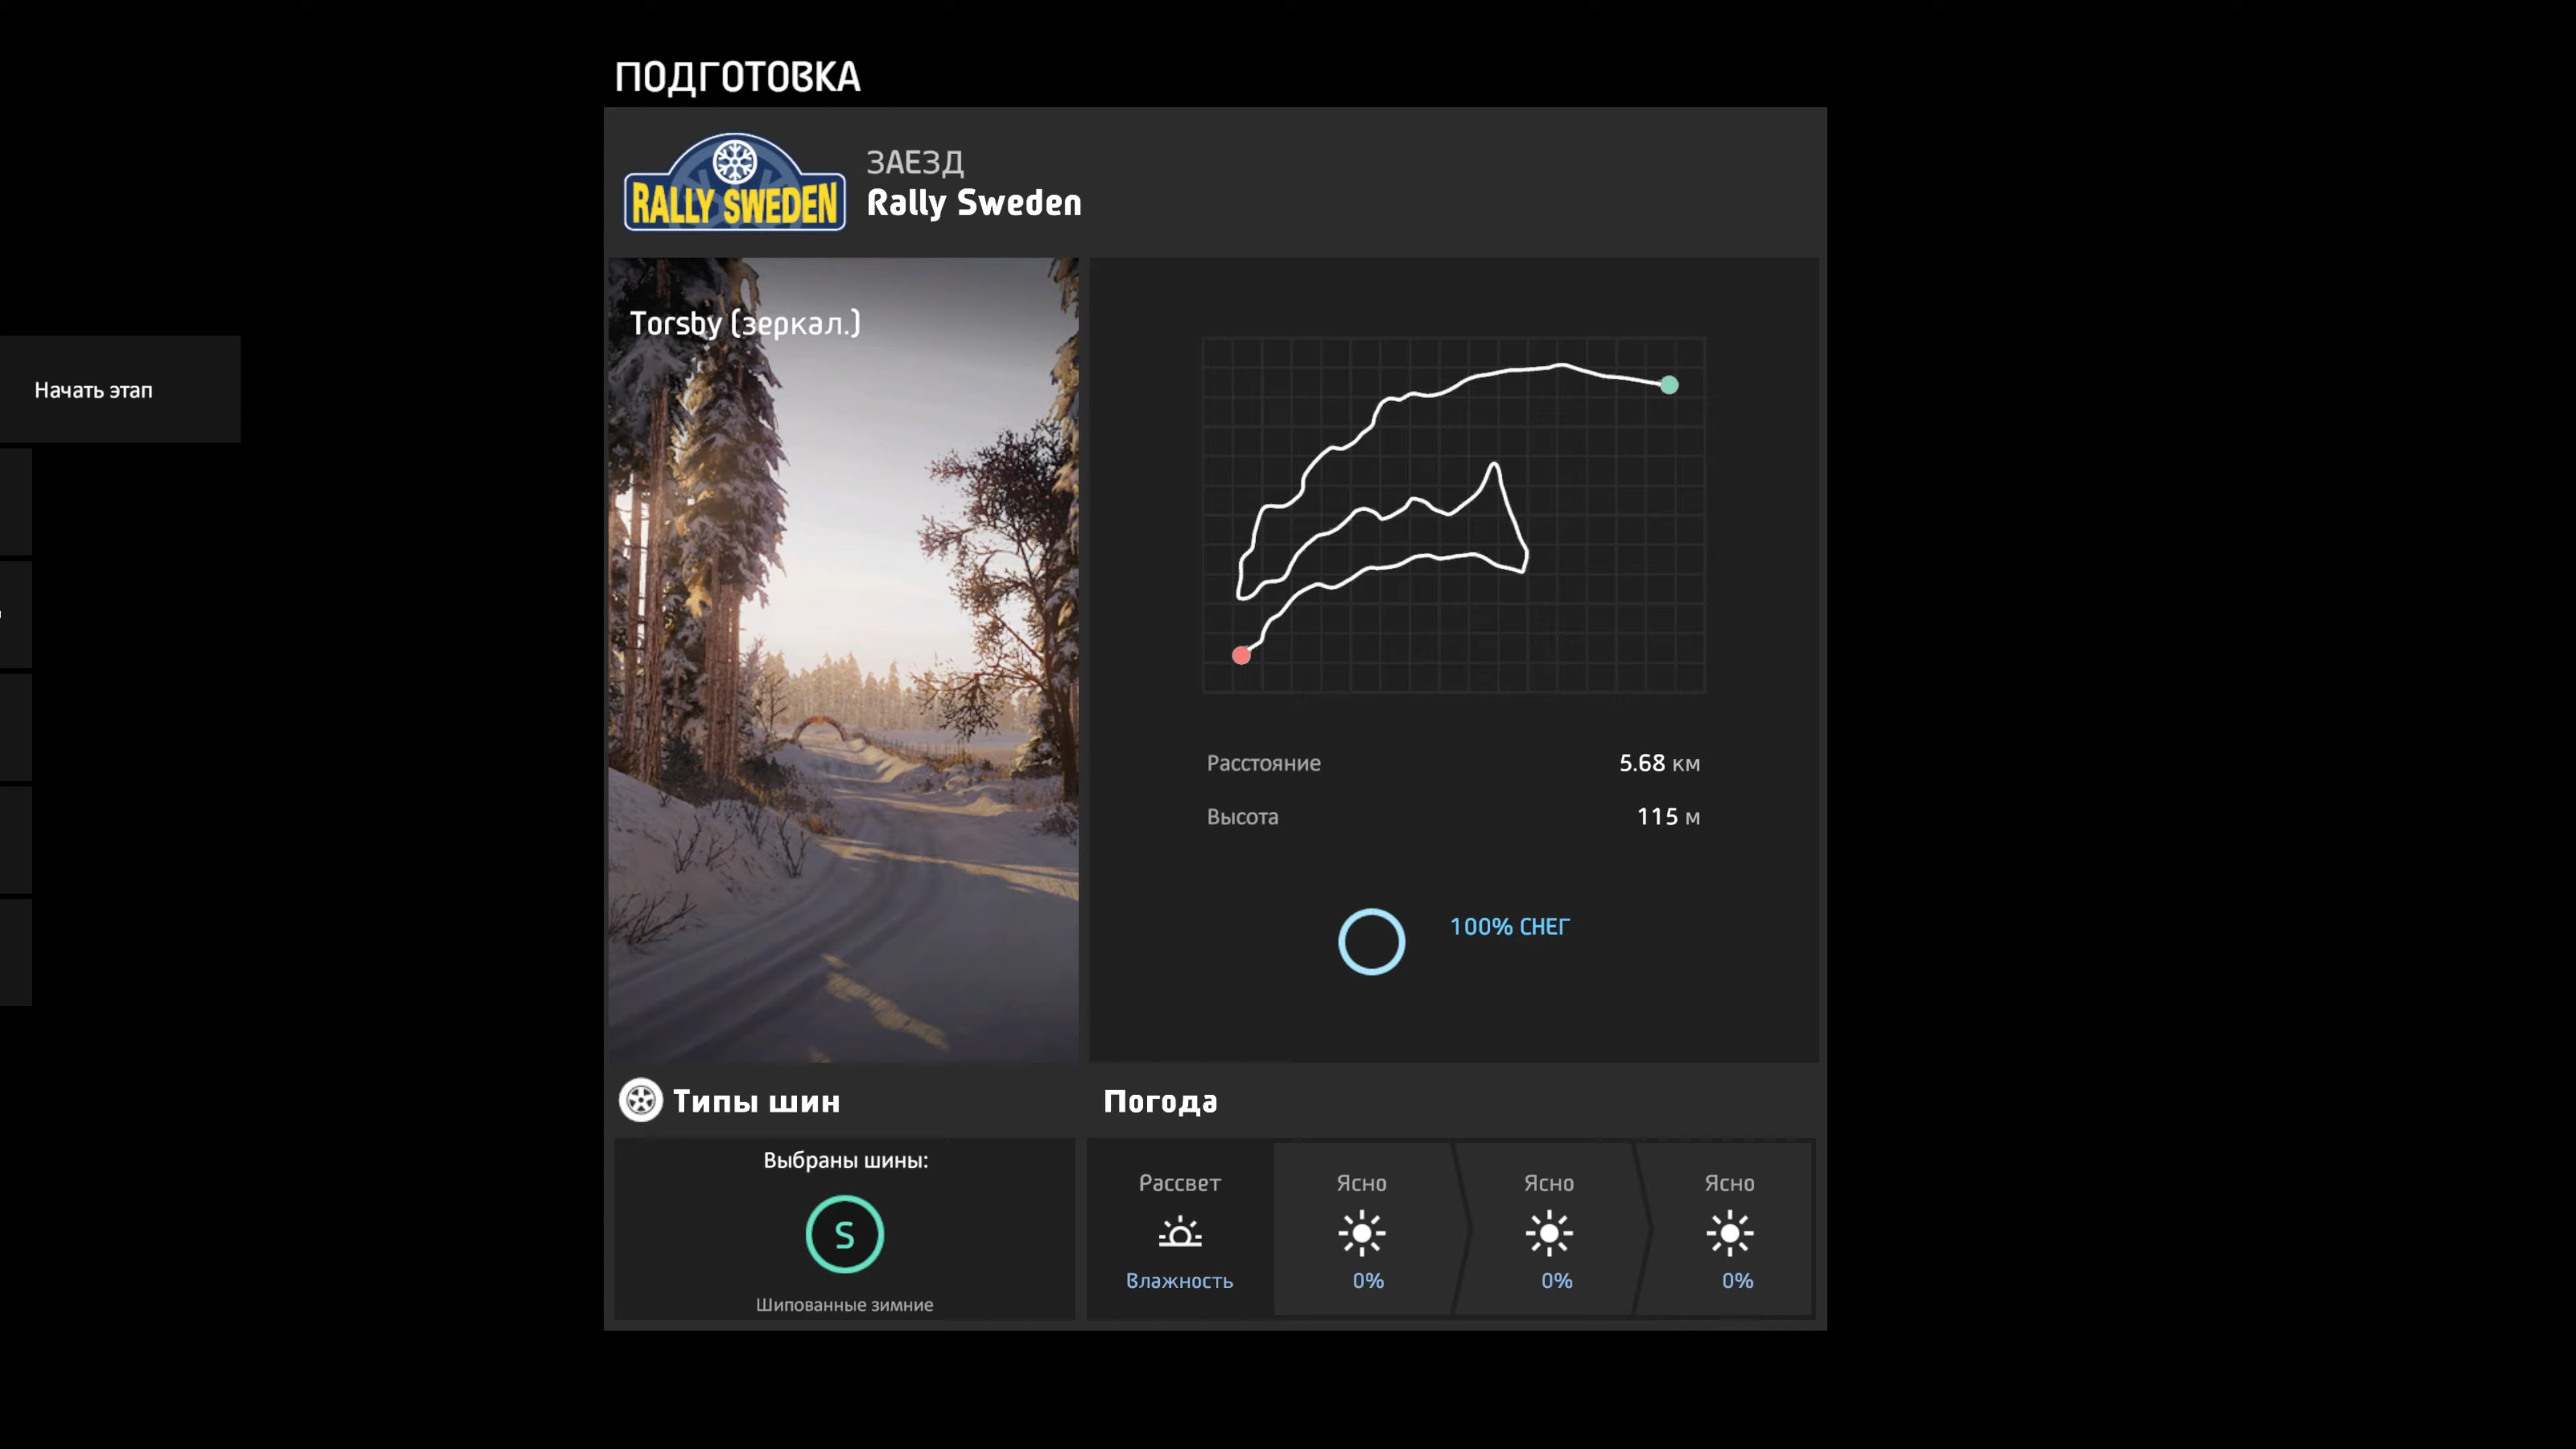 ПОДГОТОВКА
RALLY SWEDEN
ЗАЕЗД
Rally Sweden
Torsby (зеркал.)
Начать этап
Расстояние 5.68 км
Высота 115 м
100% СНЕГ
Типы шин
Выбраны шины:
S
Шипованные зимние
Погода
Рассвет Ясно Ясно Ясно
Влажность 0% 0% 0%